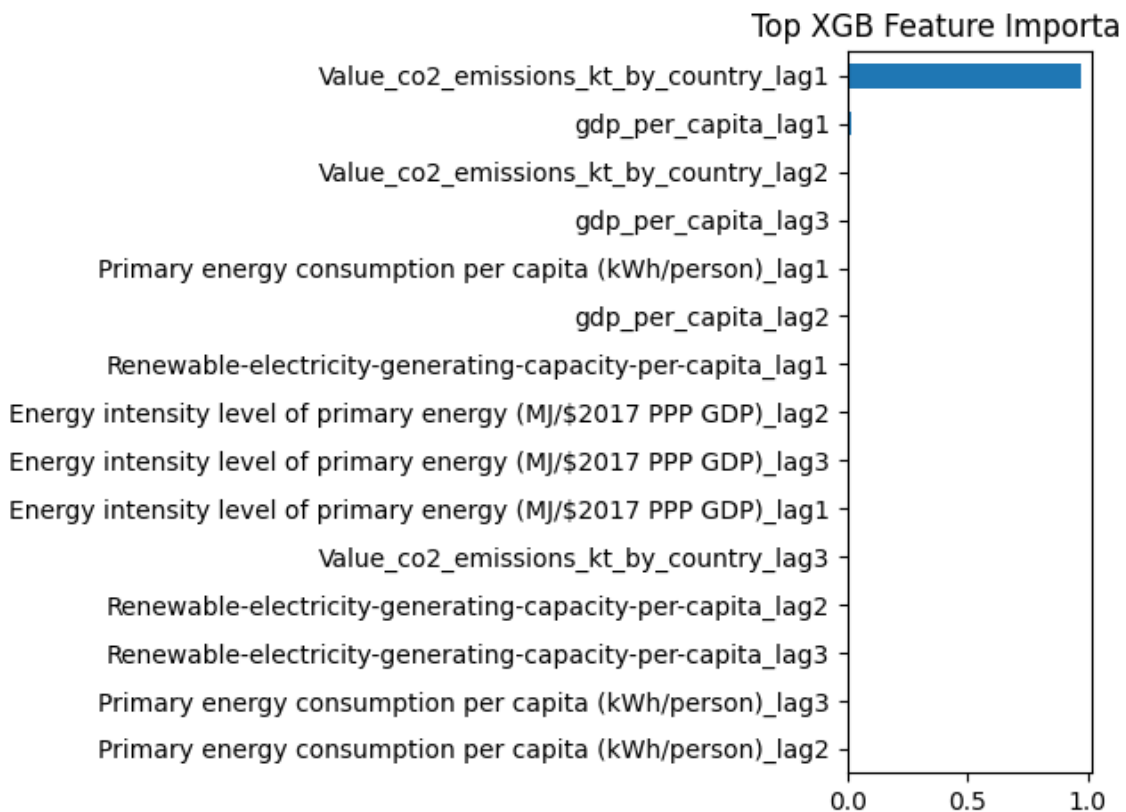 Top XGB Feature Importa
Value_co2_emissions_kt_by_country_lag1
gdp_per_capita_lag1
Value_co2_emissions_kt_by_country_lag2
gdp_per_capita_lag3
Primary energy consumption per capita (kWh/person)_lag1
gdp_per_capita_lag2
Renewable-electricity-generating-capacity-per-capita_lag1
Energy intensity level of primary energy (MJ/$2017 PPP GDP)_lag2
Energy intensity level of primary energy (MJ/$2017 PPP GDP)_lag3
Energy intensity level of primary energy (MJ/$2017 PPP GDP)_lag1
Value_co2_emissions_kt_by_country_lag3
Renewable-electricity-generating-capacity-per-capita_lag2
Renewable-electricity-generating-capacity-per-capita_lag3
Primary energy consumption per capita (kWh/person)_lag3
Primary energy consumption per capita (kWh/person)_lag2
0.0 0.5 1.0